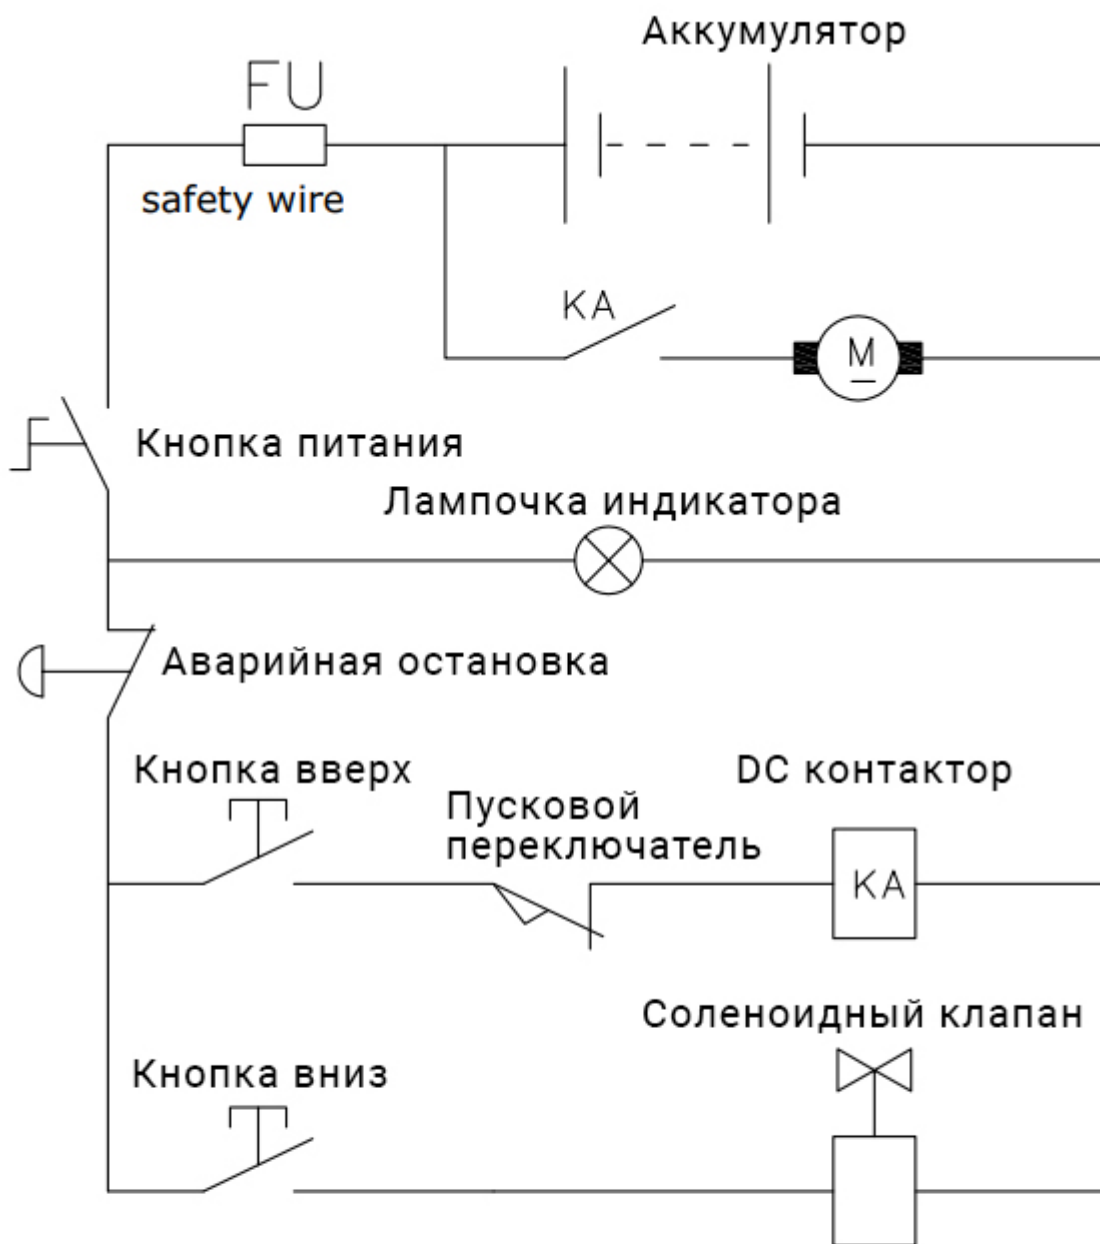 Аккумулятор
FU
safety wire
KA
M
Кнопка питания
Лампочка индикатора
Аварийная остановка
Кнопка вверх
DC контактор
Пусковой
переключатель
KA
Соленоидный клапан
Кнопка вниз